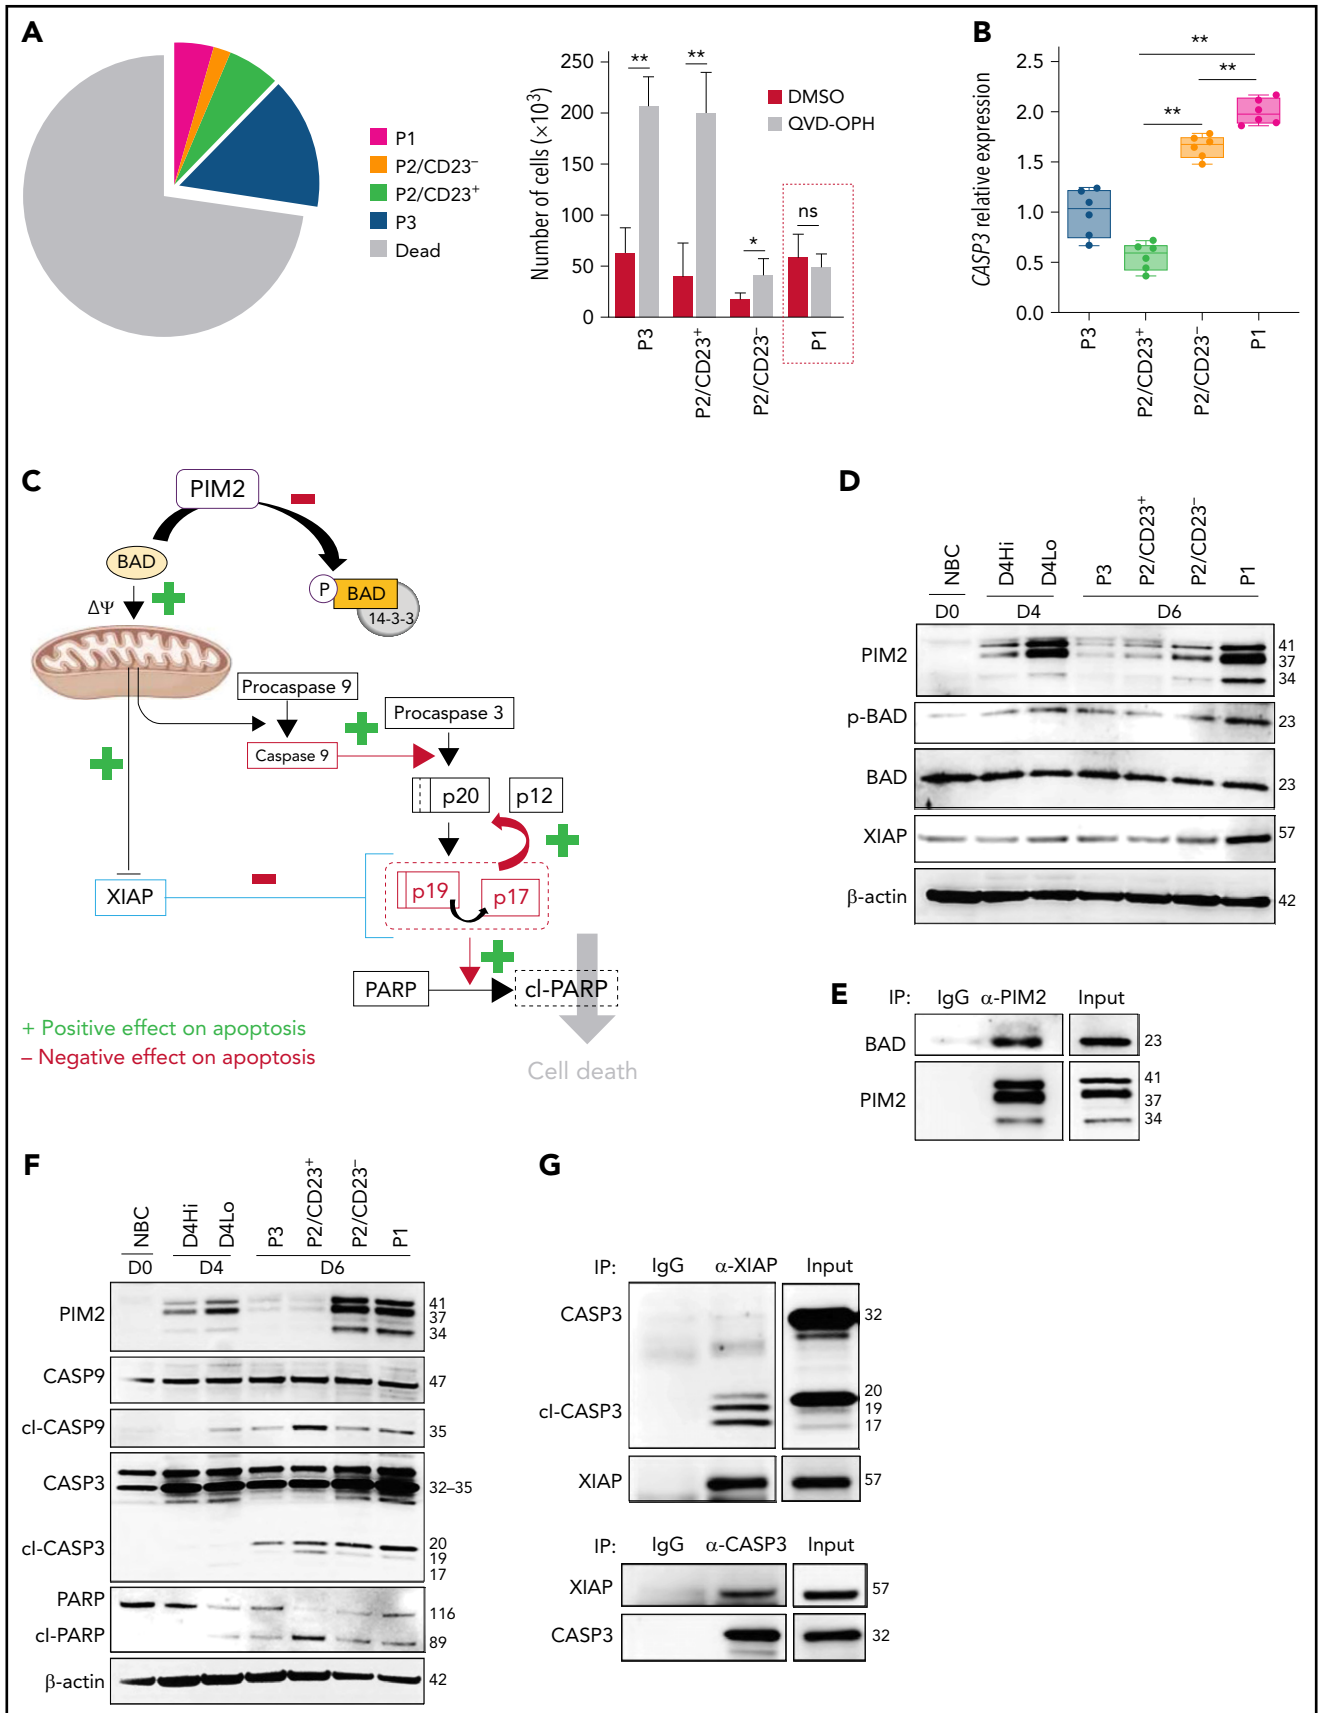 A
P1
P2/CD23⁻
P2/CD23⁺
P3
Dead
Number of cells (×10³)
250
200
150
100
50
0
**
**
*
ns
DMSO
QVD-OPH
P3
P2/CD23⁺
P2/CD23⁻
P1
B
CASP3 relative expression
2.5
2.0
1.5
1.0
0.5
0.0
**
**
**
P3
P2/CD23⁺
P2/CD23⁻
P1
C
PIM2
–
BAD
+
P
BAD
14-3-3
ΔΨ
Procaspase 9
Procaspase 3
+
Caspase 9
+
p20
p12
+
XIAP
–
p19
p17
+
PARP
cl-PARP
+ Positive effect on apoptosis
– Negative effect on apoptosis
Cell death
D
NBC
D4Hi
D4Lo
P3
P2/CD23⁺
P2/CD23⁻
P1
D0
D4
D6
PIM2
41
37
34
p-BAD
23
BAD
23
XIAP
57
β-actin
42
E
IP:
IgG
α-PIM2
Input
BAD
23
PIM2
41
37
34
F
NBC
D4Hi
D4Lo
P3
P2/CD23⁺
P2/CD23⁻
P1
D0
D4
D6
PIM2
41
37
34
CASP9
47
cl-CASP9
35
CASP3
32–35
cl-CASP3
20
19
17
PARP
116
cl-PARP
89
β-actin
42
G
IP:
IgG
α-XIAP
Input
CASP3
32
20
cl-CASP3
19
17
XIAP
57
IP:
IgG
α-CASP3
Input
XIAP
57
CASP3
32